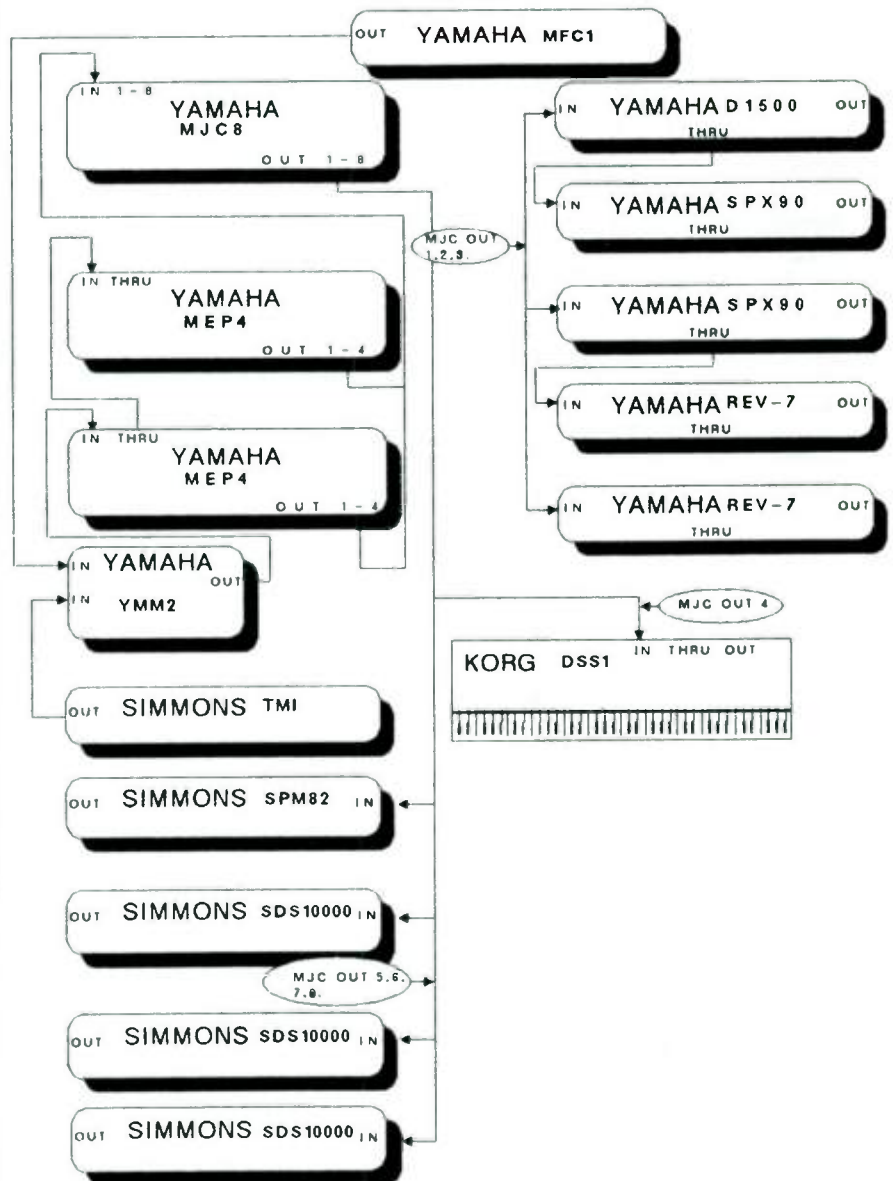 OUT YAMAHA MFC1
IN 1-8
YAMAHA
MJC8
OUT 1-8
IN YAMAHA D1500 OUT
THRU
IN YAMAHA SPX90 OUT
THRU
MJC OUT
1,2,3.
IN THRU
YAMAHA
MEP4
OUT 1-4
IN YAMAHA SPX90 OUT
THRU
IN YAMAHA REV-7 OUT
THRU
IN THRU
YAMAHA
MEP4
OUT 1-4
IN YAMAHA REV-7 OUT
THRU
IN YAMAHA
OUT
IN YMM2
MJC OUT 4
IN THRU OUT
KORG DSS1
OUT SIMMONS TMI
OUT SIMMONS SPM82 IN
OUT SIMMONS SDS10000 IN
MJC OUT 5,6,
7,8.
OUT SIMMONS SDS10000 IN
OUT SIMMONS SDS10000 IN